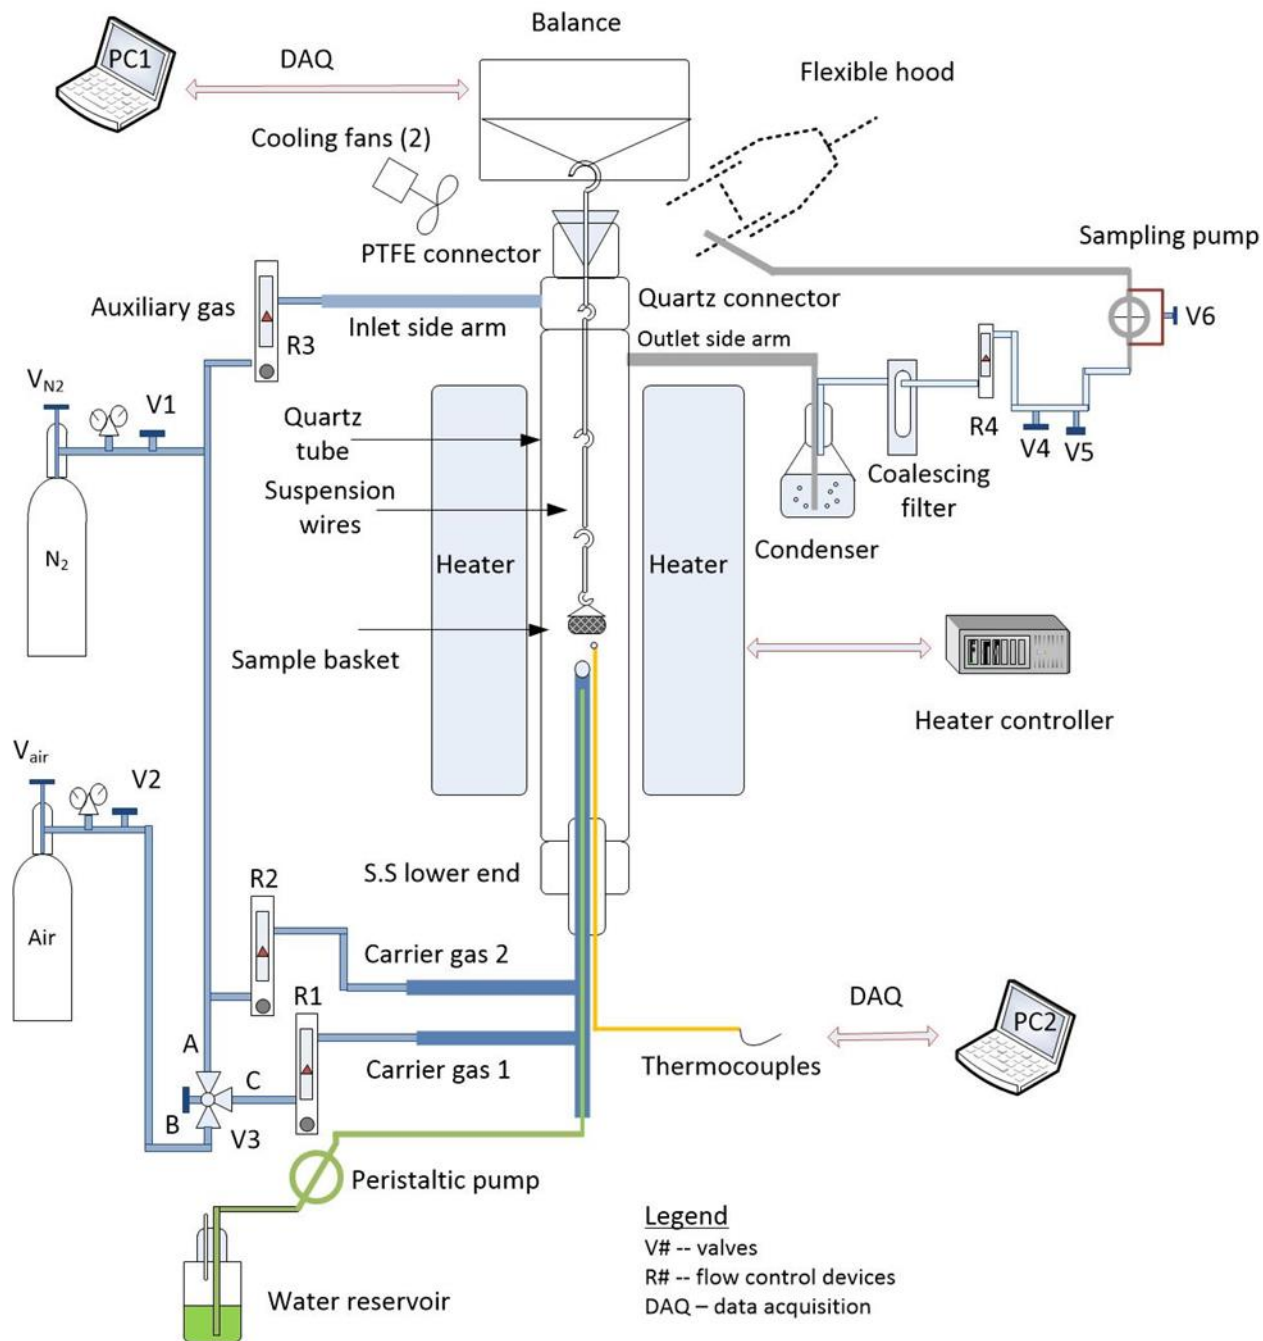 Balance
PC1
DAQ
Flexible hood
Cooling fans (2)
PTFE connector
Sampling pump
Auxiliary gas
R3
Inlet side arm
Quartz connector
Outlet side arm
V6
VN2
V1
R4
V4
V5
Quartz
tube
Suspension
wires
Coalescing
filter
Condenser
N2
Heater
Heater
Sample basket
Heater controller
Vair
V2
S.S lower end
R2
Air
Carrier gas 2
R1
DAQ
PC2
A
C
Carrier gas 1
Thermocouples
B
V3
Peristaltic pump
Water reservoir
Legend
V# -- valves
R# -- flow control devices
DAQ – data acquisition